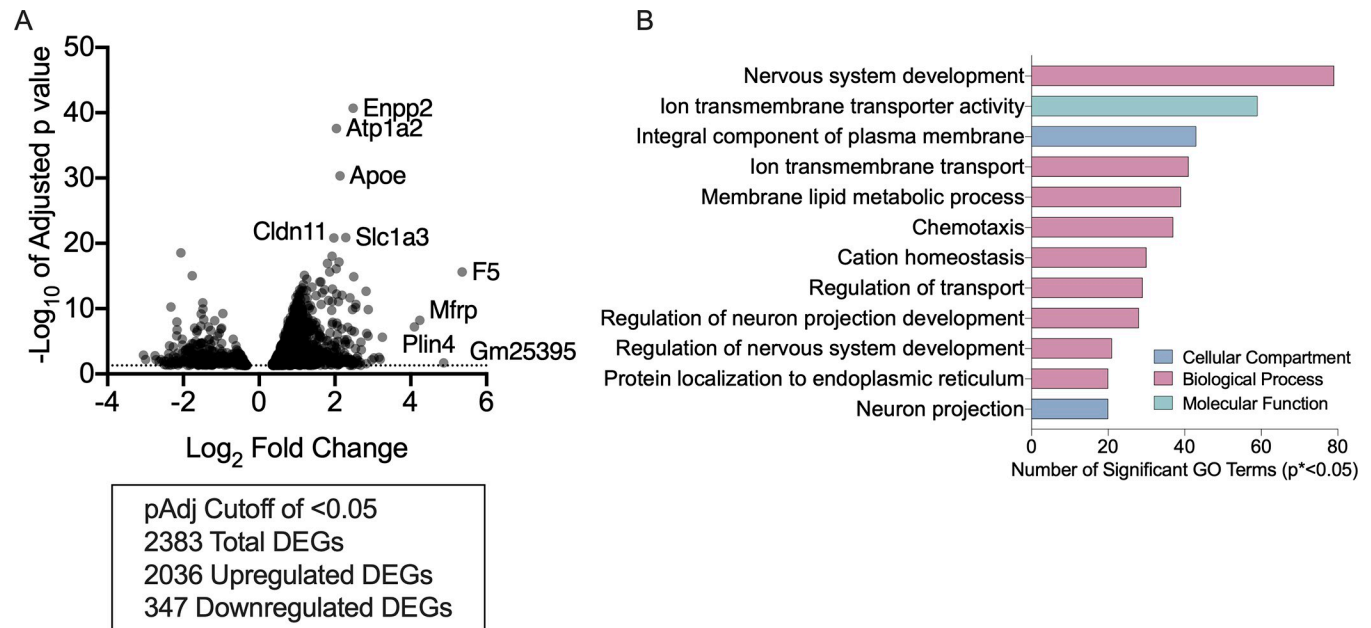 A
-Log10 of Adjusted p value
50
40
30
20
10
0
-4 -2 0 2 4 6
Enpp2
Atp1a2
Apoe
Cldn11
Slc1a3
F5
Mfrp
Plin4
Gm25395
Log2 Fold Change
pAdj Cutoff of <0.05
2383 Total DEGs
2036 Upregulated DEGs
347 Downregulated DEGs
B
Nervous system development
Ion transmembrane transporter activity
Integral component of plasma membrane
Ion transmembrane transport
Membrane lipid metabolic process
Chemotaxis
Cation homeostasis
Regulation of transport
Regulation of neuron projection development
Regulation of nervous system development
Protein localization to endoplasmic reticulum
Neuron projection
Cellular Compartment
Biological Process
Molecular Function
0 20 40 60 80
Number of Significant GO Terms (p*<0.05)